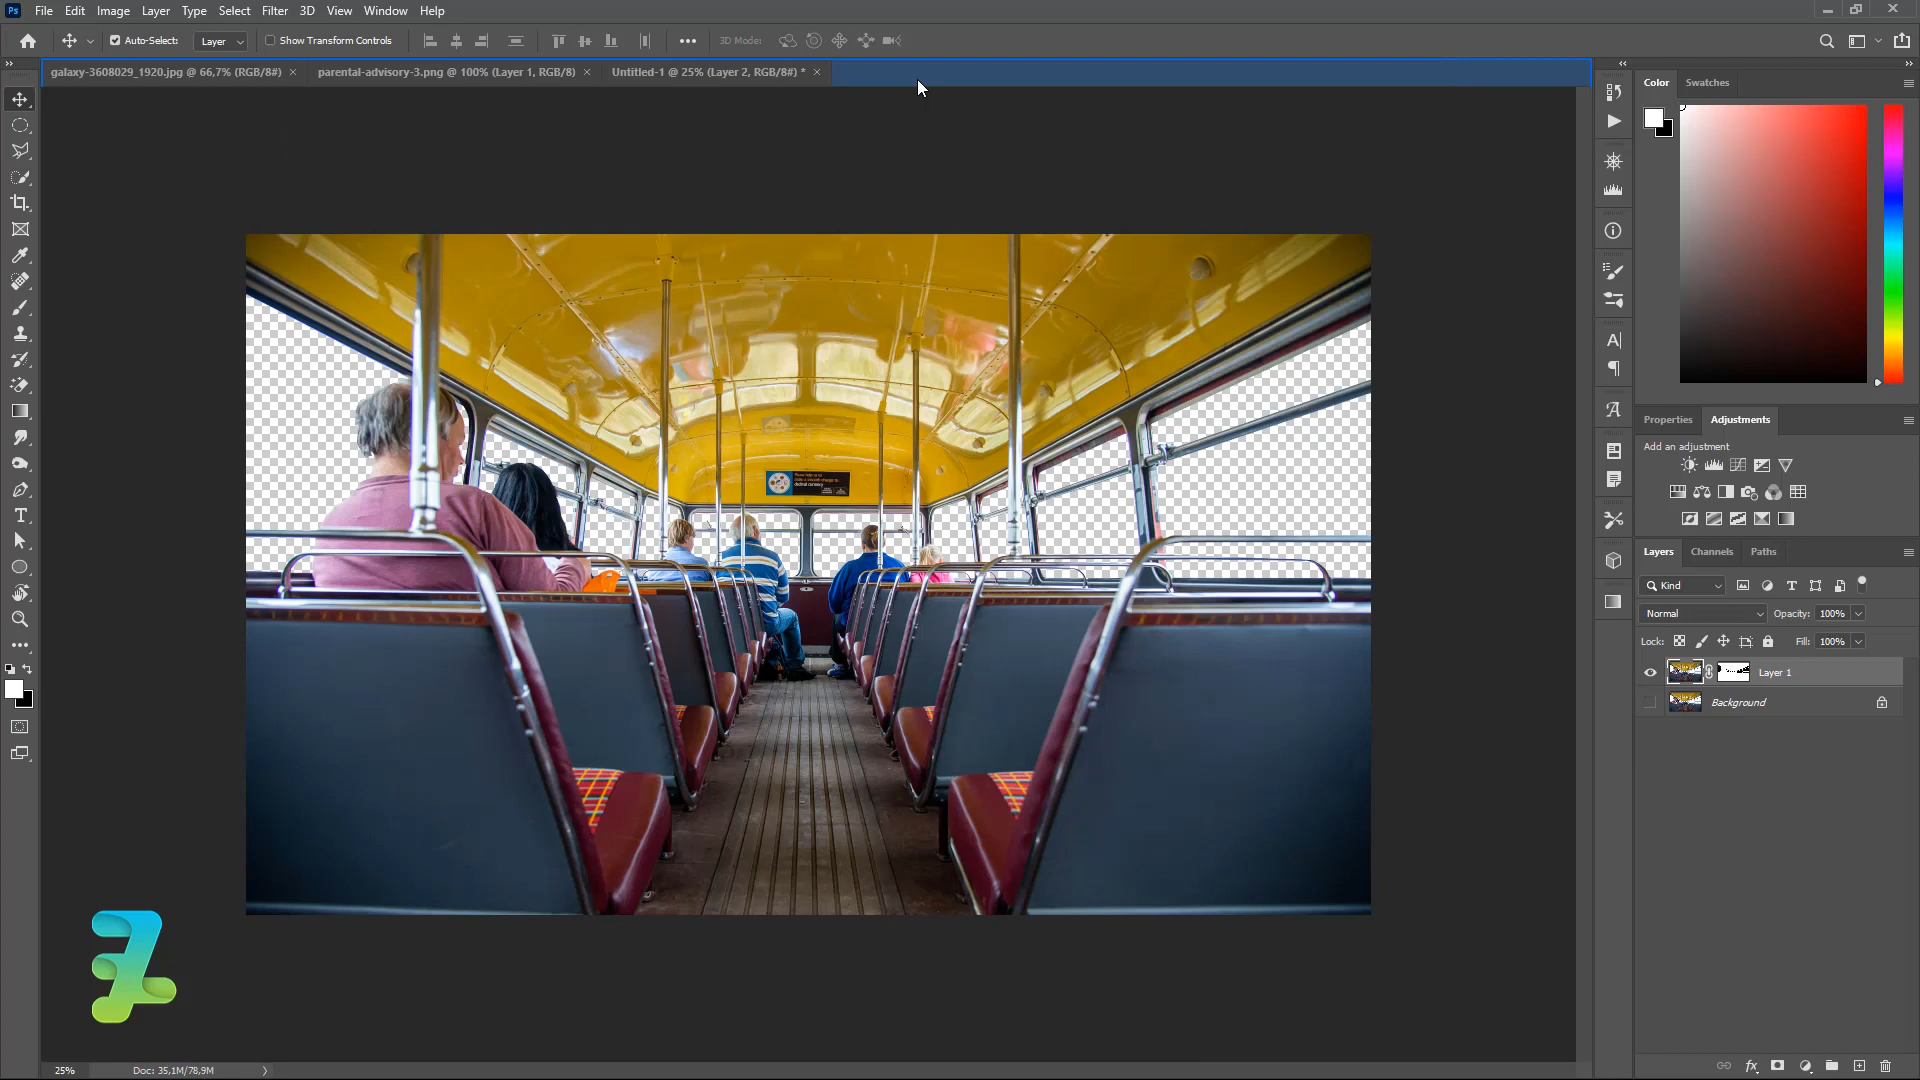 Ps File Edit Image Layer Type Select Filter 3D View Window Help
Auto-Select: Layer Show Transform Controls 3D Mode:
galaxy-3608029_1920.jpg @ 66,7% (RGB/8#) parental-advisory-3.png @ 100% (Layer 1, RGB/8) Untitled-1 @ 25% (Layer 2, RGB/8#) *
Color Swatches
Properties Adjustments
Add an adjustment
Layers Channels Paths
Kind
Normal Opacity: 100%
Lock: Fill: 100%
Layer 1
Background
25% Doc: 35,1M/78,9M